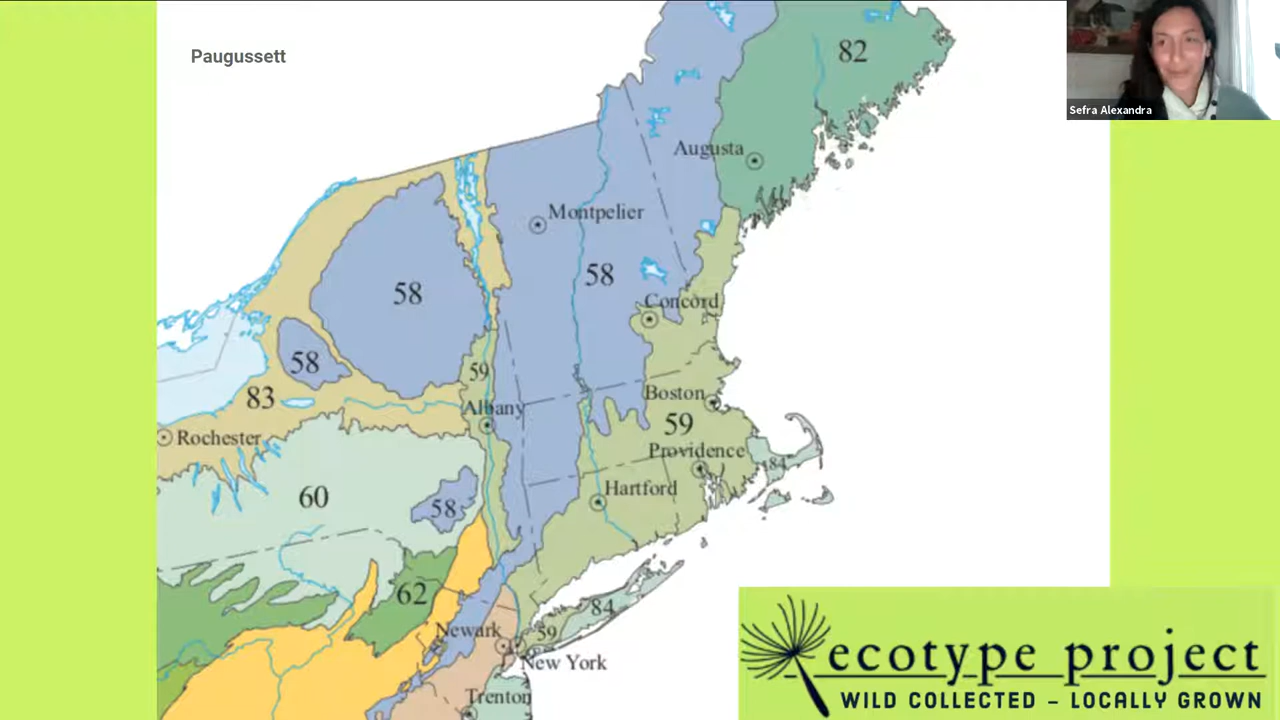 Paugussett
Sefra Alexandra
82
Augusta
Montpelier
58
58
Concord
58
59
83
Albany
Boston
59
Rochester
Providence
84
60
58
Hartford
62
84
Newark
59
New York
Trenton
ecotype project
WILD COLLECTED – LOCALLY GROWN